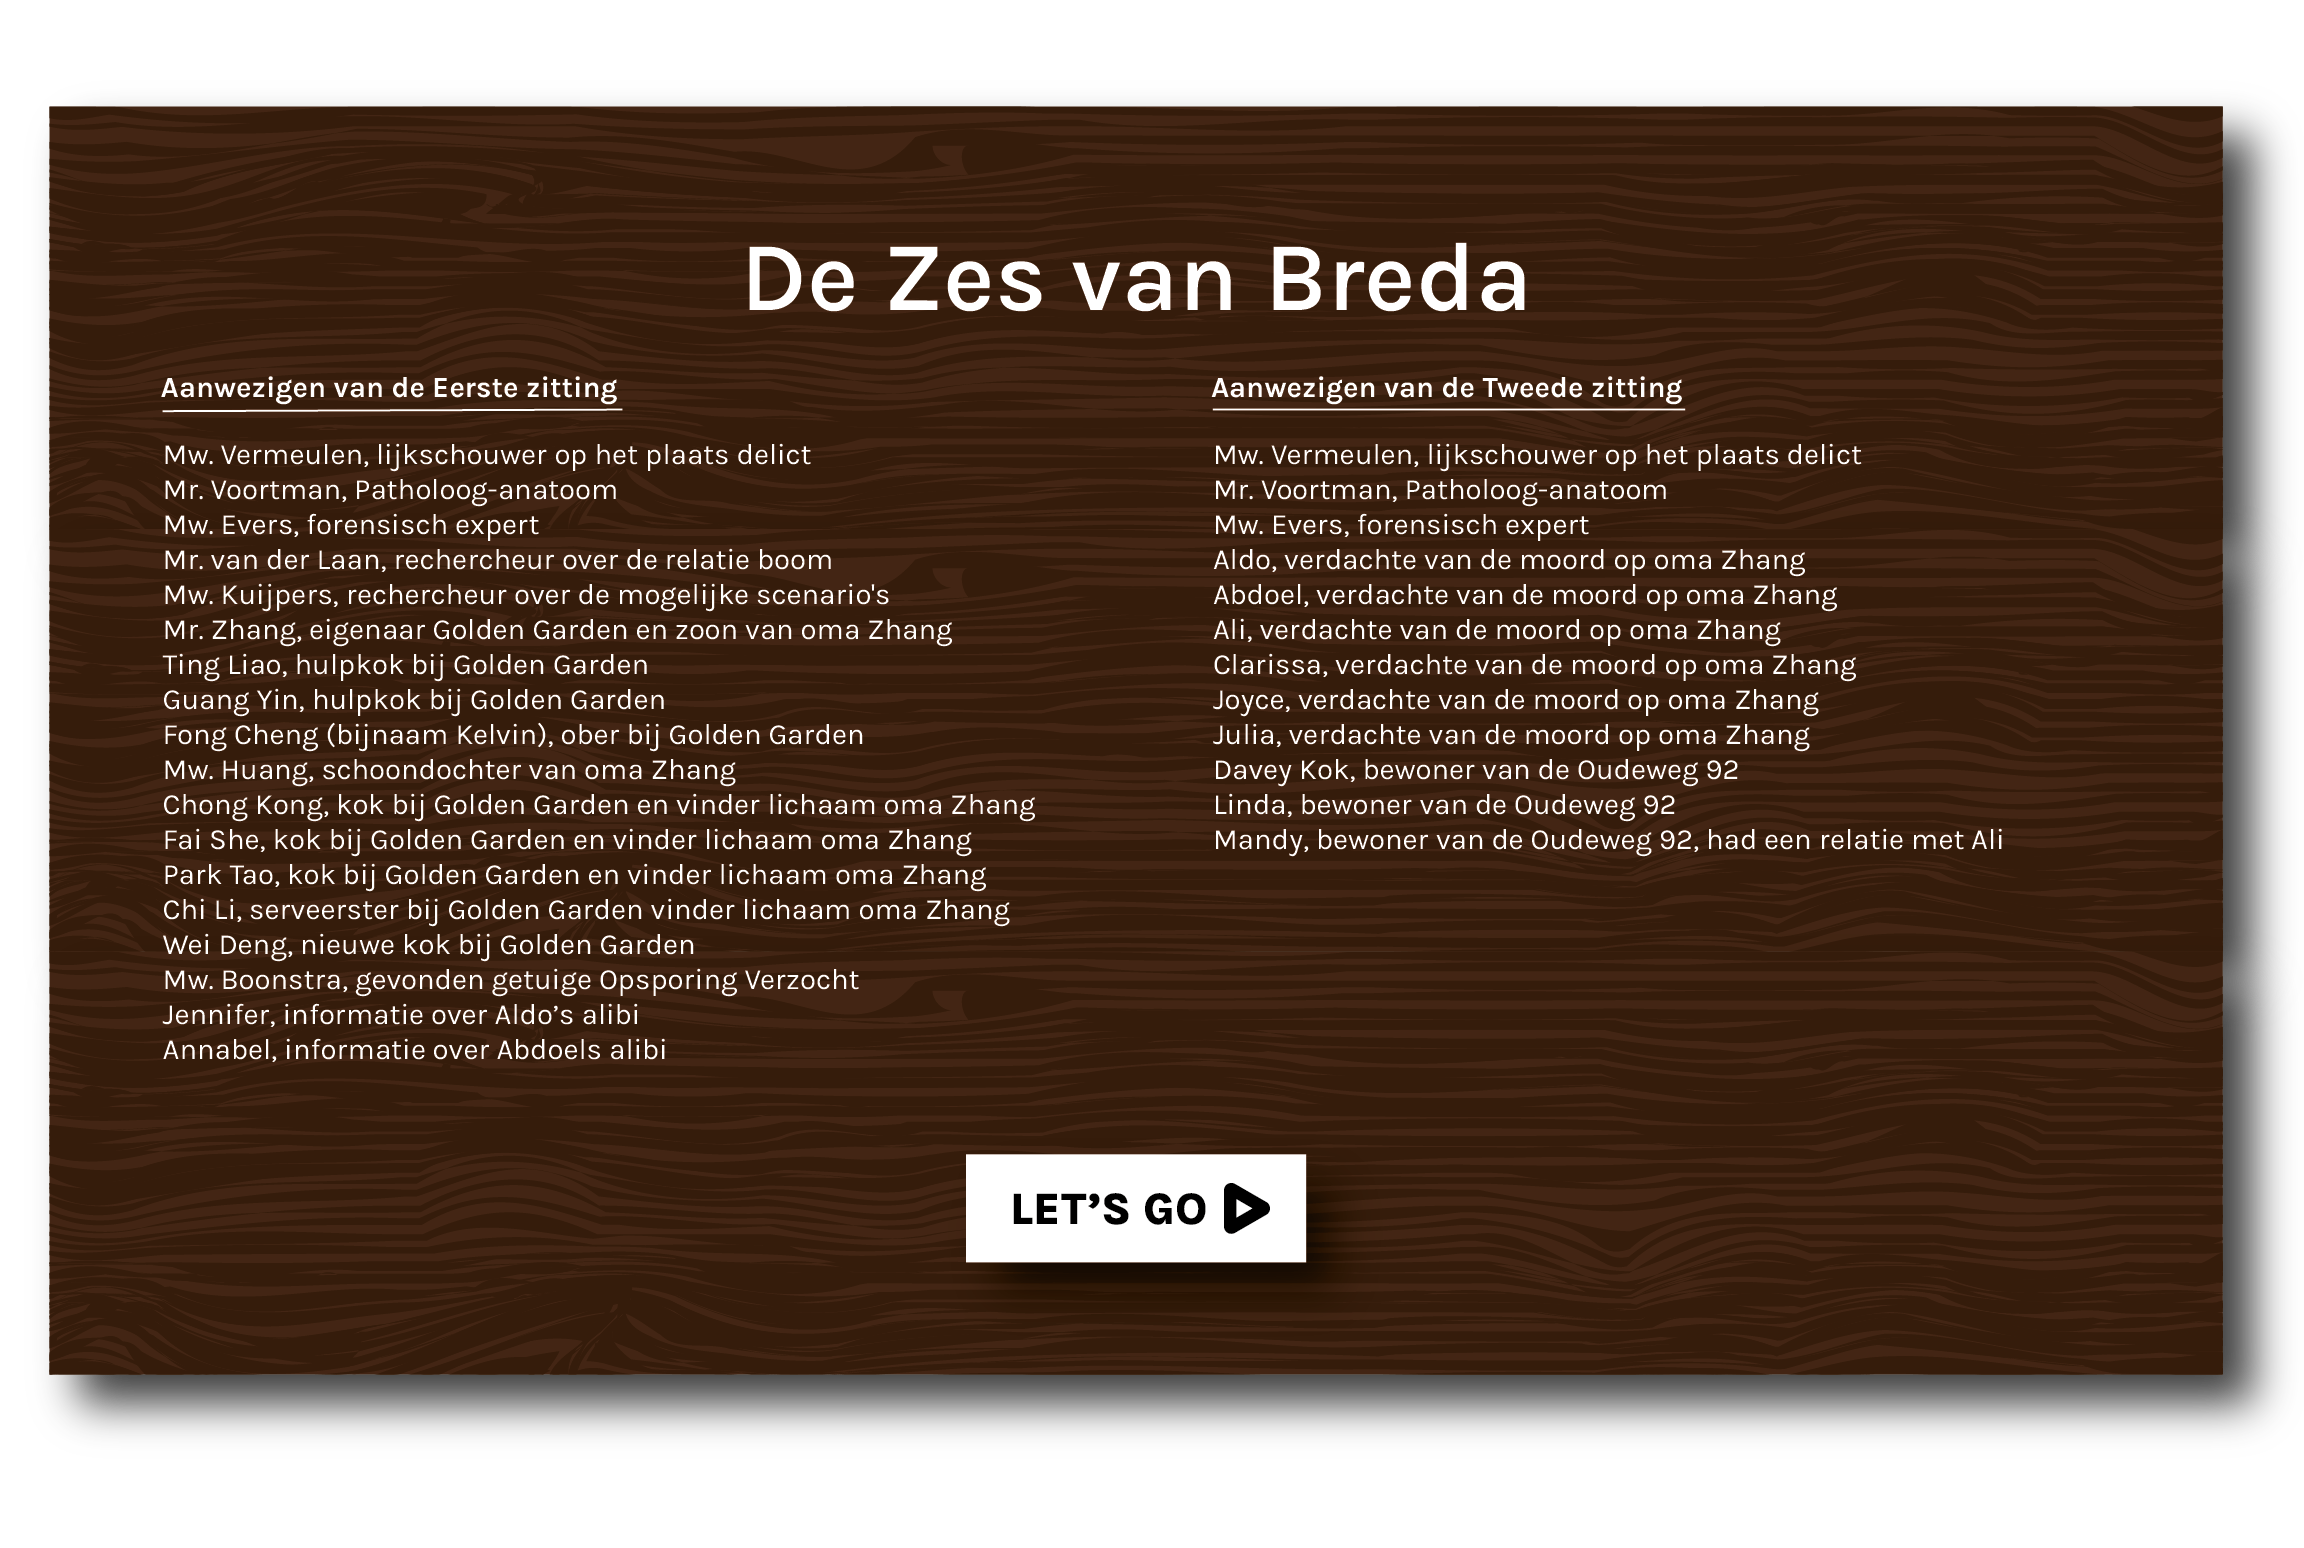 De Zes van Breda
Aanwezigen van de Eerste zitting
Mw. Vermeulen, lijkschouwer op het plaats delict
Mr. Voortman, Patholoog-anatoom
Mw. Evers, forensisch expert
Mr. van der Laan, rechercheur over de relatie boom
Mw. Kuijpers, rechercheur over de mogelijke scenario's
Mr. Zhang, eigenaar Golden Garden en zoon van oma Zhang
Ting Liao, hulpkok bij Golden Garden
Guang Yin, hulpkok bij Golden Garden
Fong Cheng (bijnaam Kelvin), ober bij Golden Garden
Mw. Huang, schoondochter van oma Zhang
Chong Kong, kok bij Golden Garden en vinder lichaam oma Zhang
Fai She, kok bij Golden Garden en vinder lichaam oma Zhang
Park Tao, kok bij Golden Garden en vinder lichaam oma Zhang
Chi Li, serveerster bij Golden Garden vinder lichaam oma Zhang
Wei Deng, nieuwe kok bij Golden Garden
Mw. Boonstra, gevonden getuige Opsporing Verzocht
Jennifer, informatie over Aldo’s alibi
Annabel, informatie over Abdoels alibi
Aanwezigen van de Tweede zitting
Mw. Vermeulen, lijkschouwer op het plaats delict
Mr. Voortman, Patholoog-anatoom
Mw. Evers, forensisch expert
Aldo, verdachte van de moord op oma Zhang
Abdoel, verdachte van de moord op oma Zhang
Ali, verdachte van de moord op oma Zhang
Clarissa, verdachte van de moord op oma Zhang
Joyce, verdachte van de moord op oma Zhang
Julia, verdachte van de moord op oma Zhang
Davey Kok, bewoner van de Oudeweg 92
Linda, bewoner van de Oudeweg 92
Mandy, bewoner van de Oudeweg 92, had een relatie met Ali
LET’S GO